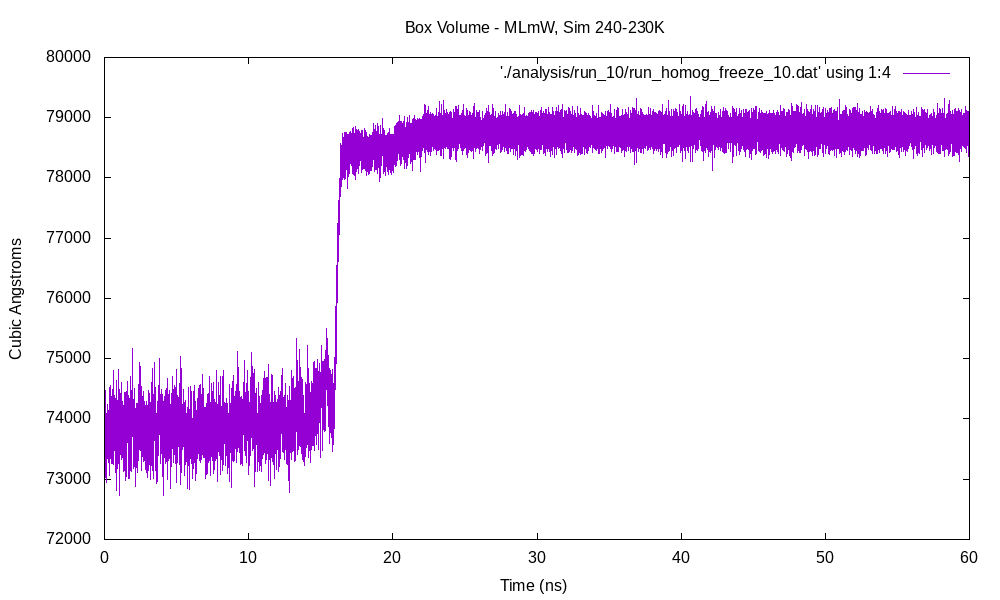 Box Volume - MLmW, Sim 240-230K
'./analysis/run_10/run_homog_freeze_10.dat' using 1:4
80000
79000
78000
77000
76000
75000
74000
73000
72000
Cubic Angstroms
0 10 20 30 40 50 60
Time (ns)